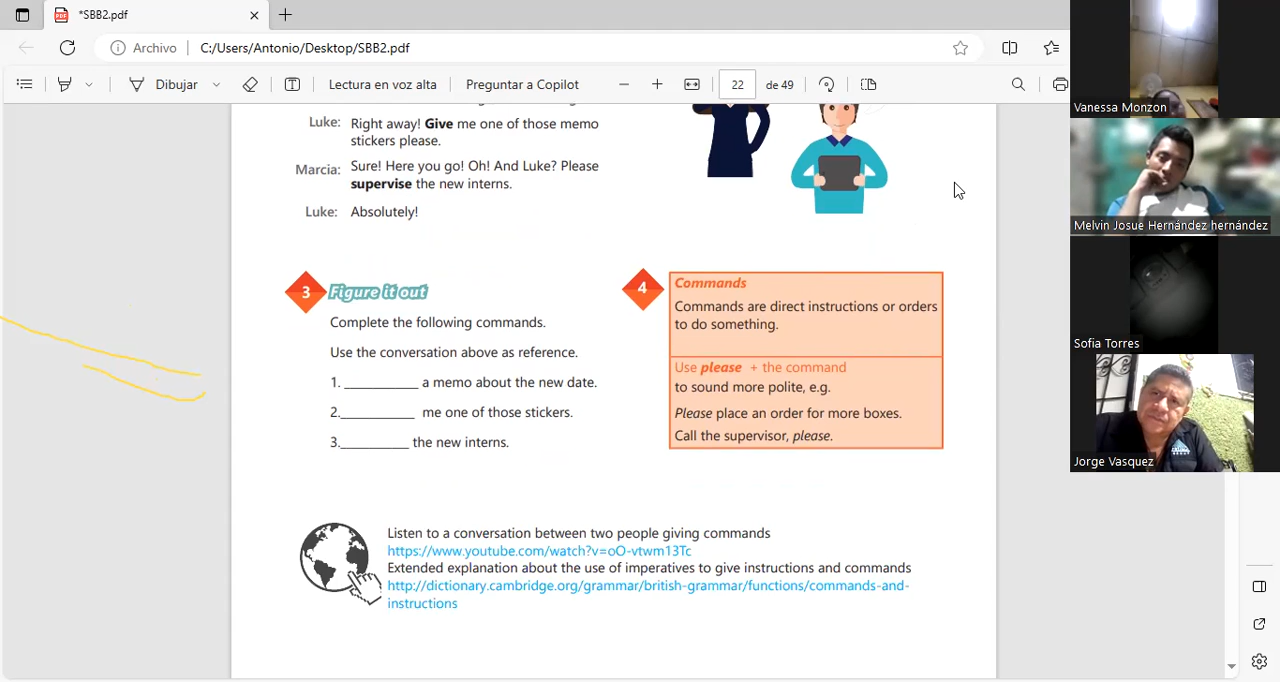 *SBB2.pdf
Archivo
C:/Users/Antonio/Desktop/SBB2.pdf
Dibujar
Lectura en voz alta
Preguntar a Copilot
22
de 49
Luke: Right away! Give me one of those memo
stickers please.
Marcia: Sure! Here you go! Oh! And Luke? Please
supervise the new interns.
Luke: Absolutely!
3 Figure it out
Complete the following commands.
Use the conversation above as reference.
1. __________ a memo about the new date.
2.__________ me one of those stickers.
3.__________ the new interns.
4
Commands
Commands are direct instructions or orders
to do something.
Use please + the command
to sound more polite, e.g.
Please place an order for more boxes.
Call the supervisor, please.
Listen to a conversation between two people giving commands
https://www.youtube.com/watch?v=oO-vtwm13Tc
Extended explanation about the use of imperatives to give instructions and commands
http://dictionary.cambridge.org/grammar/british-grammar/functions/commands-and-
instructions
Vanessa Monzon
Melvin Josue Hernández hernández
Sofia Torres
Jorge Vasquez